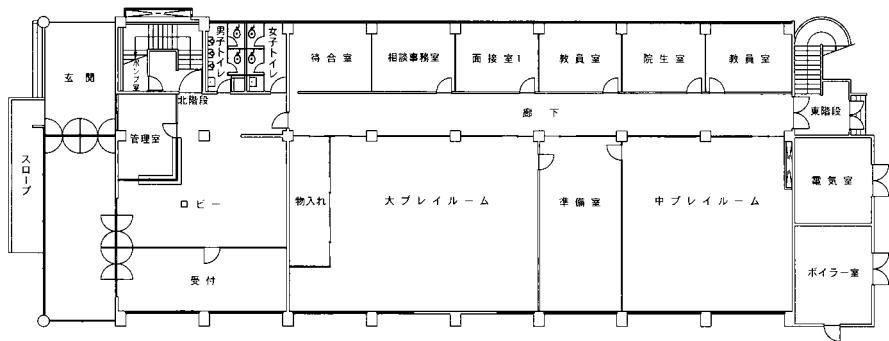 玄関
ポンプ室
男子トイレ
女子トイレ
待合室
相談事務室
面接室1
教員室
院生室
教員室
北階段
廊下
東階段
スロープ
管理室
ロビー
物入れ
大プレイルーム
準備室
中プレイルーム
電気室
受付
ボイラー室